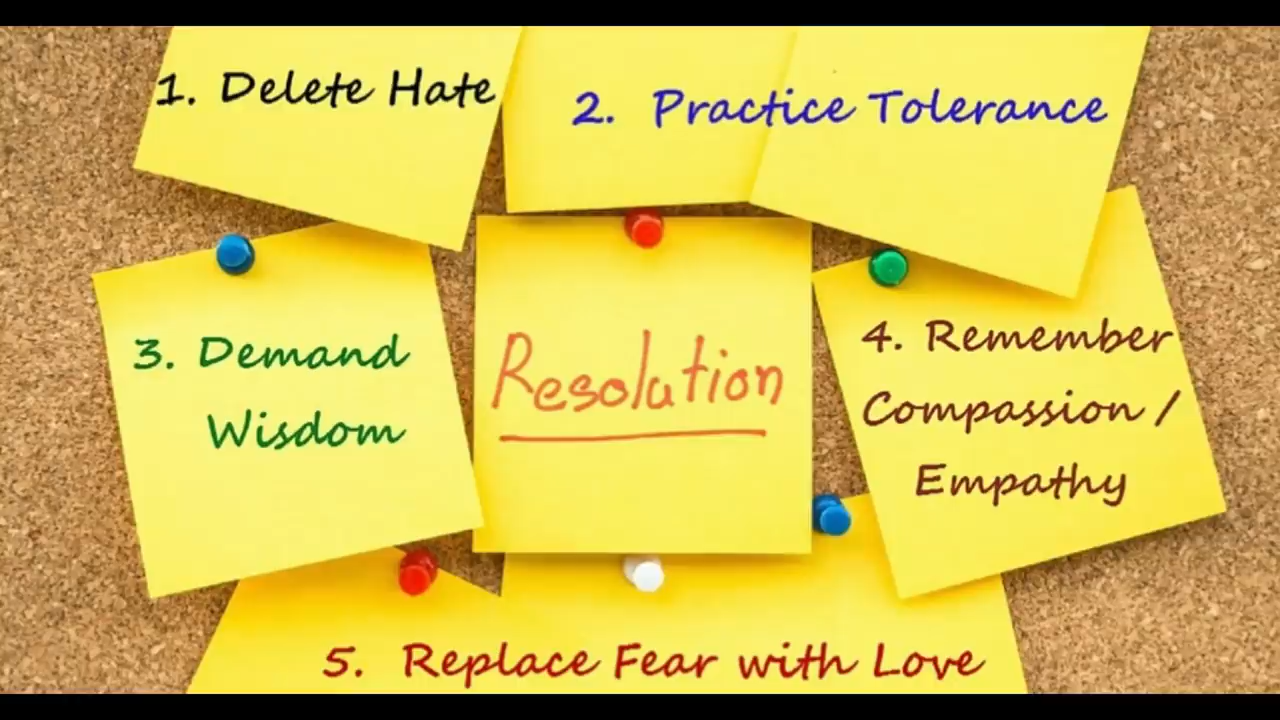 1. Delete Hate
2. Practice Tolerance
3. Demand
Wisdom
Resolution
4. Remember
Compassion /
Empathy
5. Replace Fear with Love